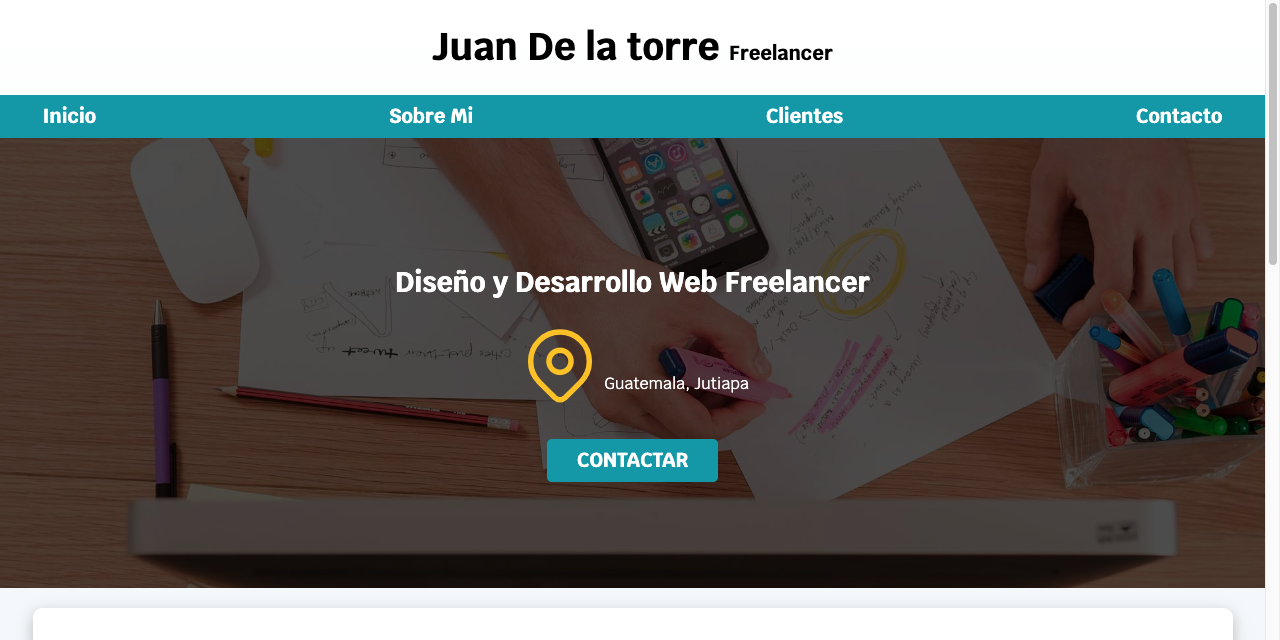 Juan De la torre Freelancer
Inicio Sobre Mi Clientes Contacto
Diseño y Desarrollo Web Freelancer
Guatemala, Jutiapa
CONTACTAR